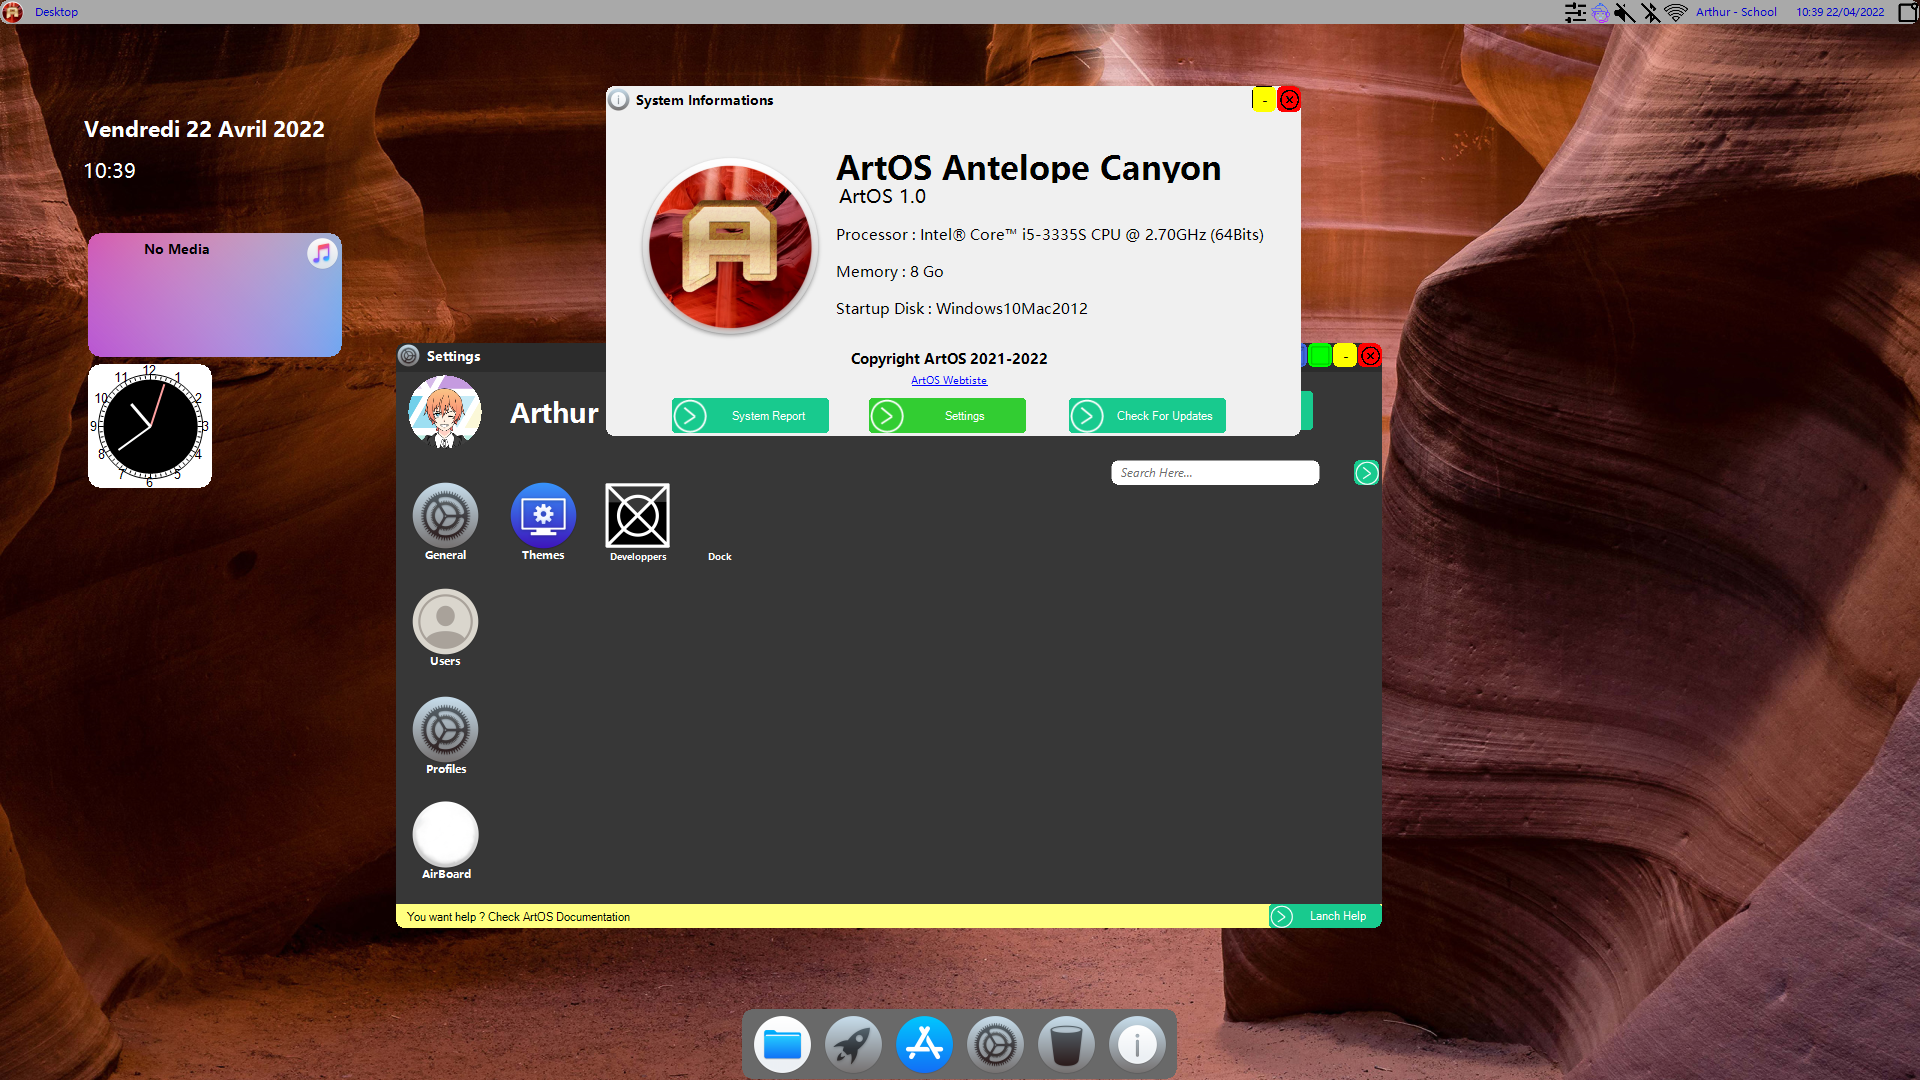 Desktop
Arthur - School
10:39 22/04/2022
Vendredi 22 Avril 2022
10:39
No Media
12
11 1
10 2
9 3
8 4
7 5
6
System Informations
-
ArtOS Antelope Canyon
ArtOS 1.0
Processor : Intel® Core™ i5-3335S CPU @ 2.70GHz (64Bits)
Memory : 8 Go
Startup Disk : Windows10Mac2012
Copyright ArtOS 2021-2022
ArtOS Webtiste
System Report
Settings
Check For Updates
Settings
-
Arthur
Search Here...
General
Themes
Developpers
Dock
Users
Profiles
AirBoard
You want help ? Check ArtOS Documentation
Lanch Help